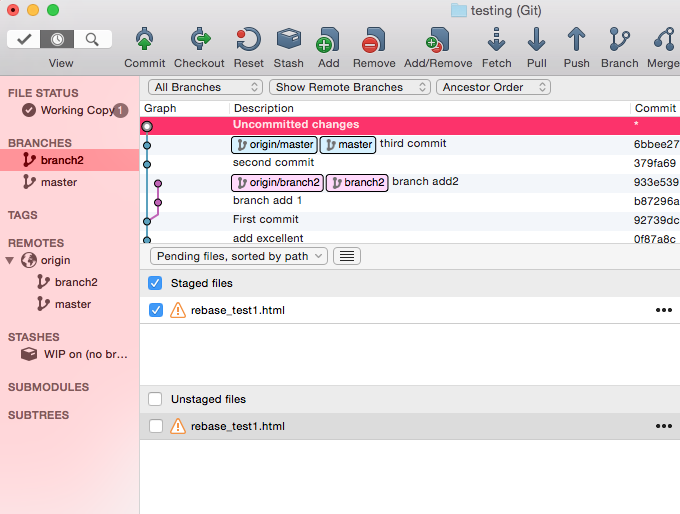 testing (Git)
View
Commit Checkout Reset Stash Add Remove Add/Remove Fetch Pull Push Branch Merge
All Branches Show Remote Branches Ancestor Order
Graph Description Commit
Uncommitted changes *
origin/master master third commit 6bbee27
second commit 379fa69
origin/branch2 branch2 branch add2 933e539
branch add 1 b87296a
First commit 92739dc
add excellent 0f87a8c
Pending files, sorted by path
Staged files
rebase_test1.html
Unstaged files
rebase_test1.html
FILE STATUS
Working Copy 1
BRANCHES
branch2
master
TAGS
REMOTES
origin
branch2
master
STASHES
WIP on (no br...
SUBMODULES
SUBTREES